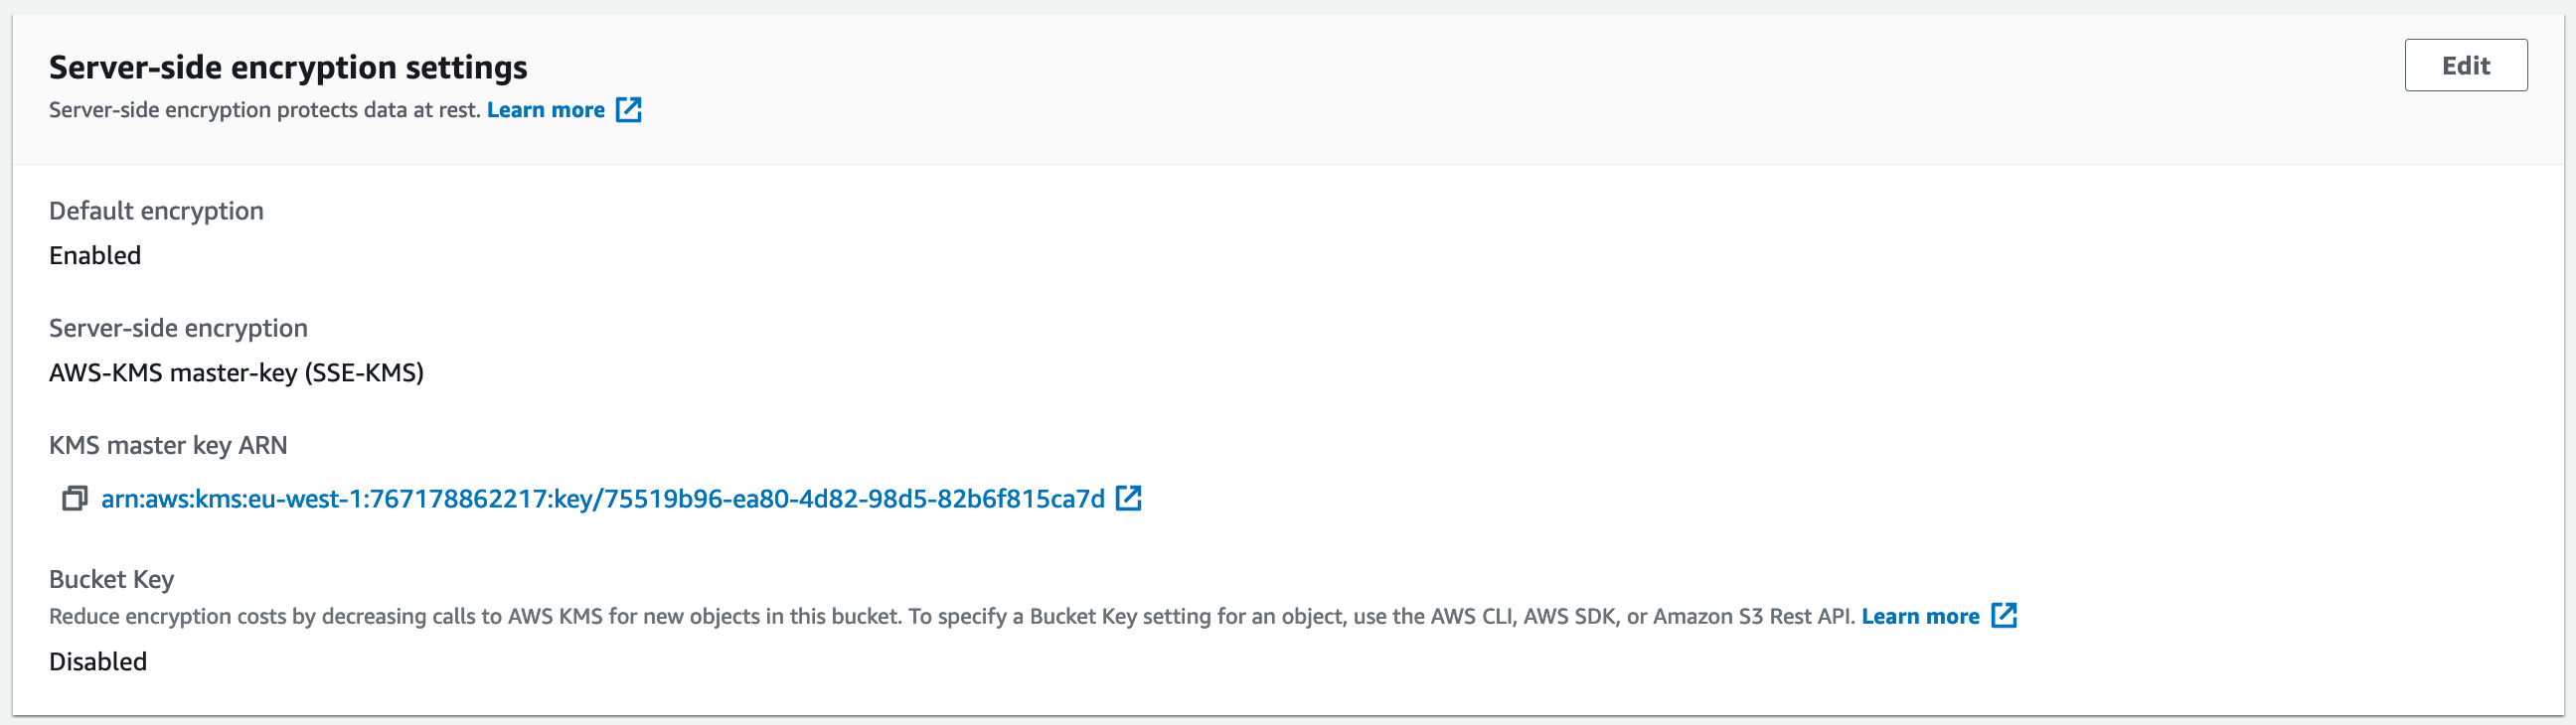 Server-side encryption settings
Edit
Server-side encryption protects data at rest. Learn more
Default encryption
Enabled
Server-side encryption
AWS-KMS master-key (SSE-KMS)
KMS master key ARN
arn:aws:kms:eu-west-1:767178862217:key/75519b96-ea80-4d82-98d5-82b6f815ca7d
Bucket Key
Reduce encryption costs by decreasing calls to AWS KMS for new objects in this bucket. To specify a Bucket Key setting for an object, use the AWS CLI, AWS SDK, or Amazon S3 Rest API. Learn more
Disabled